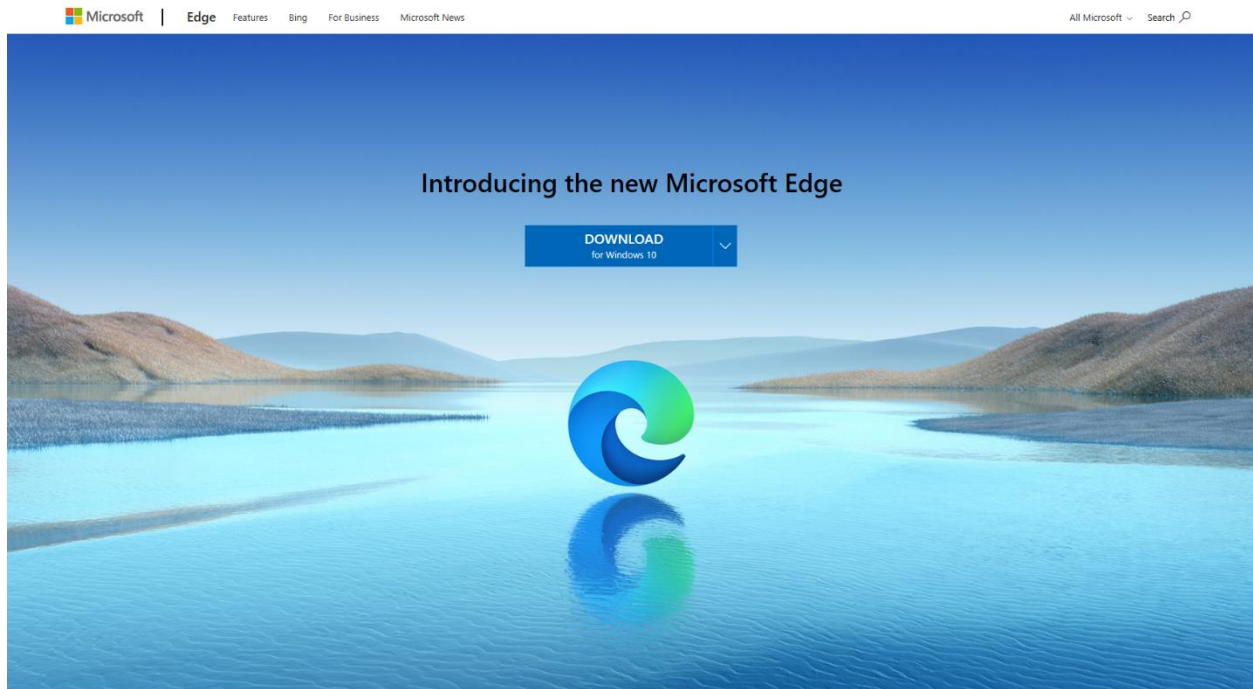 Microsoft Edge Features Bing For Business Microsoft News All Microsoft Search
Introducing the new Microsoft Edge
DOWNLOAD
for Windows 10